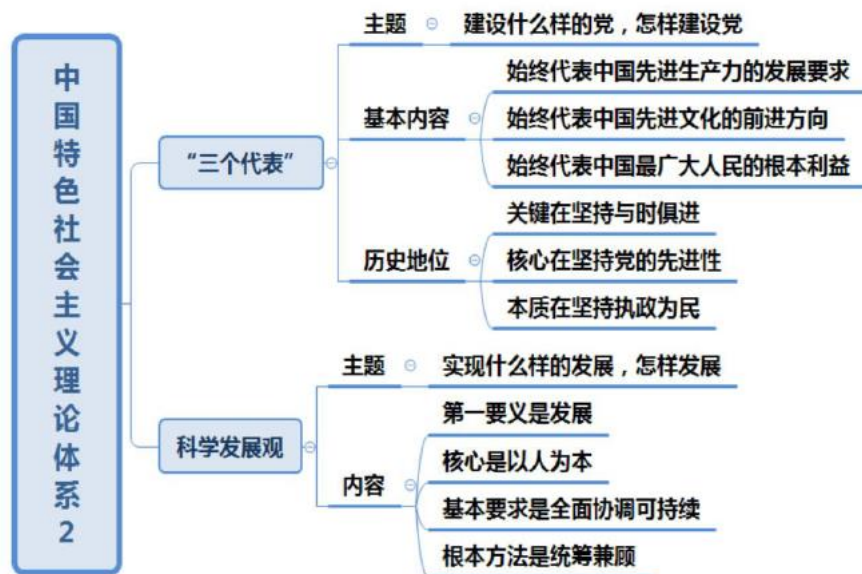 中国特色社会主义理论体系2
“三个代表”
主题
建设什么样的党，怎样建设党
基本内容
始终代表中国先进生产力的发展要求
始终代表中国先进文化的前进方向
始终代表中国最广大人民的根本利益
历史地位
关键在坚持与时俱进
核心在坚持党的先进性
本质在坚持执政为民
科学发展观
主题
实现什么样的发展，怎样发展
内容
第一要义是发展
核心是以人为本
基本要求是全面协调可持续
根本方法是统筹兼顾